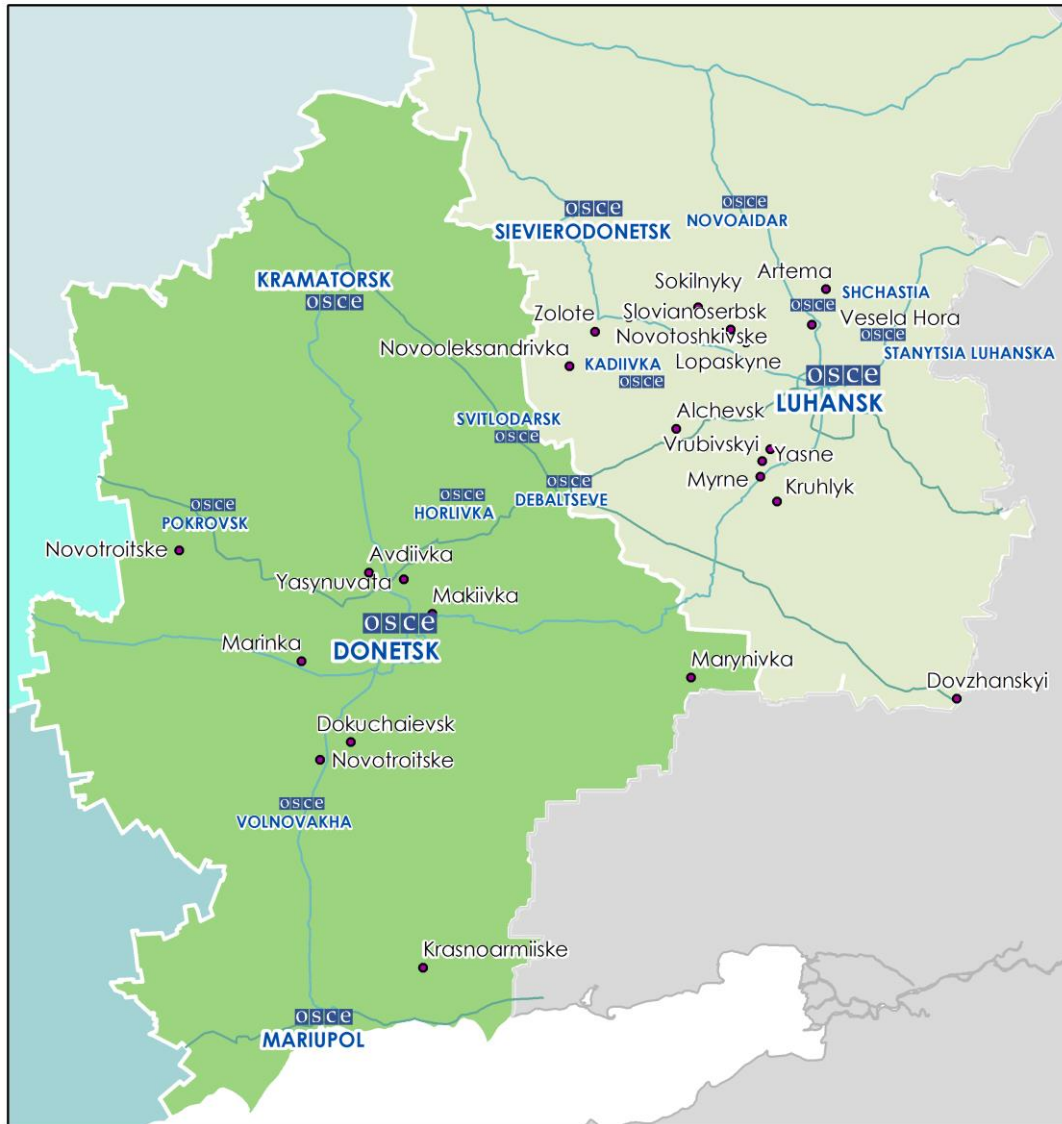 osce
NOVOAIDAR
osce
SIEVIERODONETSK
KRAMATORSK
osce
Sokilnyky
Artema
SHCHASTIA
osce
Zolote
Slovianoserbsk
Vesela Hora
Novotoshkivske
osce
STANYTSIA LUHANSKA
Novooleksandrivka
KADIIVKA
osce
Lopaskyne
osce
LUHANSK
SVITLODARSK
osce
Alchevsk
Vrubivskyi
Yasne
Myrne
Kruhlyk
osce
DEBALTSEVE
osce
HORLIVKA
osce
POKROVSK
Novotroitske
Avdiivka
Yasynuvata
Makiivka
osce
DONETSK
Marinka
Marynivka
Dovzhanskyi
Dokuchaievsk
Novotroitske
osce
VOLNOVAKHA
Krasnoarmiiske
osce
MARIUPOL